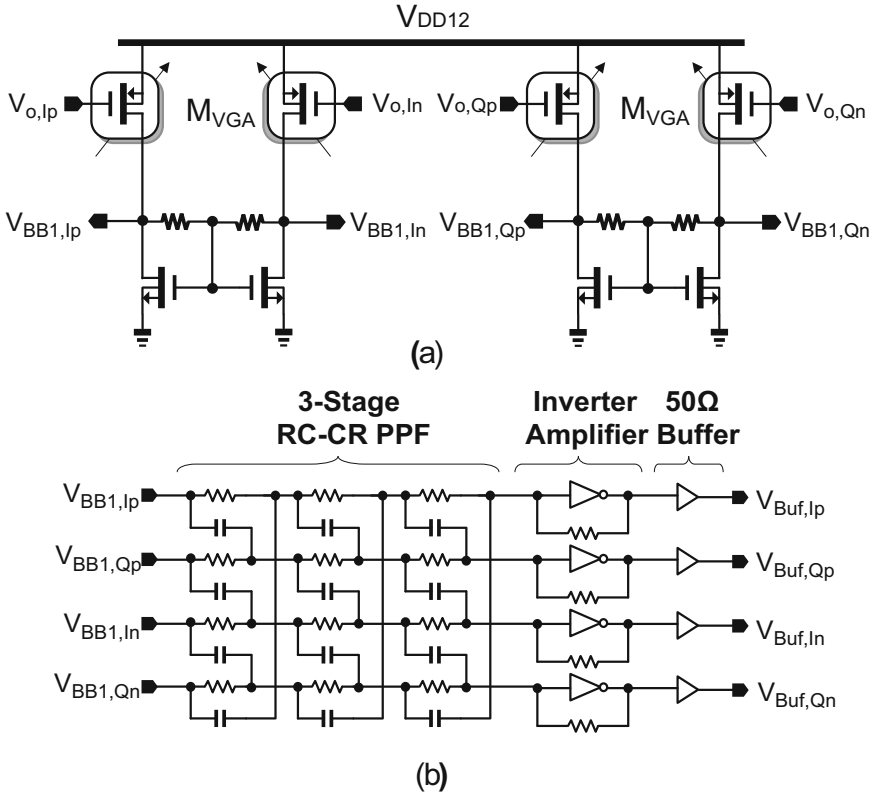 VDD12
Vo,Ip
MVGA
Vo,In
Vo,Qp
MVGA
Vo,Qn
VBB1,Ip
VBB1,In
VBB1,Qp
VBB1,Qn
(a)
3-Stage
RC-CR PPF
Inverter
Amplifier
50Ω
Buffer
VBB1,Ip
VBuf,Ip
VBB1,Qp
VBuf,Qp
VBB1,In
VBuf,In
VBB1,Qn
VBuf,Qn
(b)